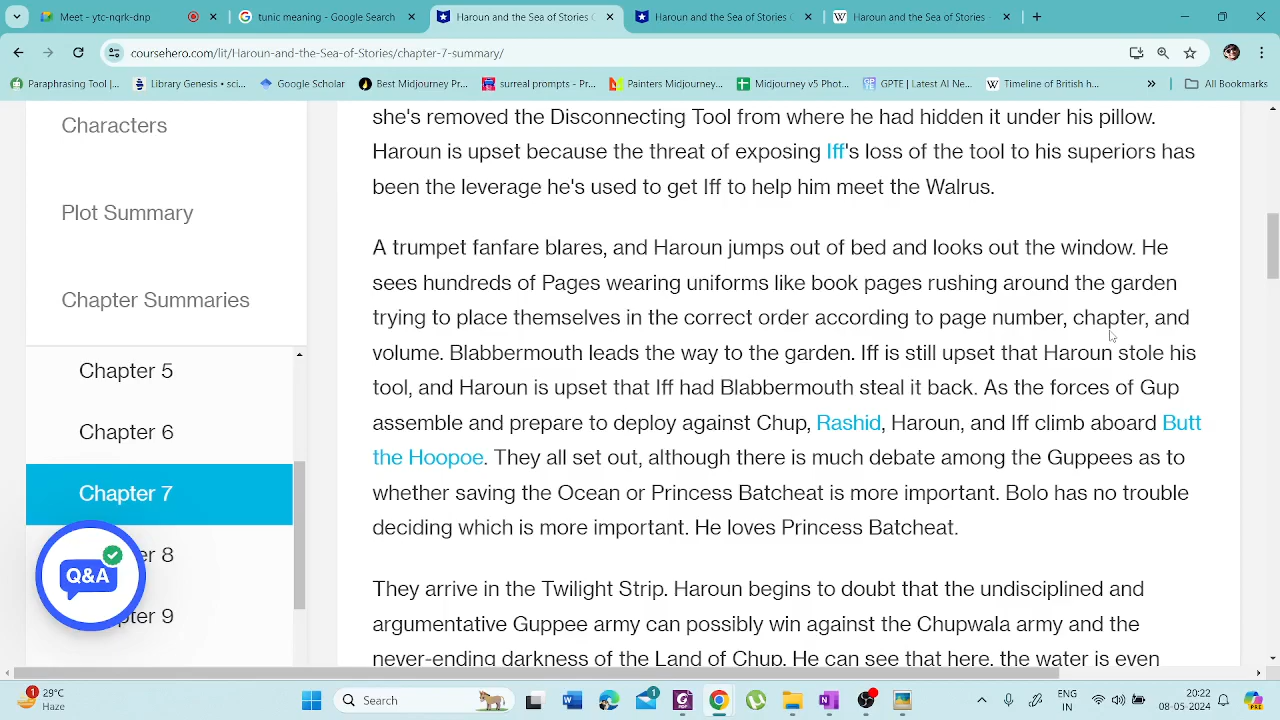 yt - Meet - dep-nqrk-mdp
tunic meaning - Google Search
Haroun and the Sea of Stories C
Haroun and the Sea of Stories C
Haroun and the Sea of Stories -
coursehero.com/lit/Haroun-and-the-Sea-of-Stories/chapter-7-summary/
Paraphrasing Tool |...
Library Genesis • sci...
Google Scholar
Best Midjourney Pro...
surreal prompts - Pr...
Painters Midjourney...
Midjourney v5 Photo...
GPTE | Latest AI Ne...
Timeline of British h...
All Bookmarks
Characters
Plot Summary
Chapter Summaries
Chapter 5
Chapter 6
Chapter 7
er 8
pter 9
Q&A
she's removed the Disconnecting Tool from where he had hidden it under his pillow.
Haroun is upset because the threat of exposing Iff's loss of the tool to his superiors has
been the leverage he's used to get Iff to help him meet the Walrus.
A trumpet fanfare blares, and Haroun jumps out of bed and looks out the window. He
sees hundreds of Pages wearing uniforms like book pages rushing around the garden
trying to place themselves in the correct order according to page number, chapter, and
volume. Blabbermouth leads the way to the garden. Iff is still upset that Haroun stole his
tool, and Haroun is upset that Iff had Blabbermouth steal it back. As the forces of Gup
assemble and prepare to deploy against Chup, Rashid, Haroun, and Iff climb aboard Butt
the Hoopoe. They all set out, although there is much debate among the Guppees as to
whether saving the Ocean or Princess Batcheat is more important. Bolo has no trouble
deciding which is more important. He loves Princess Batcheat.
They arrive in the Twilight Strip. Haroun begins to doubt that the undisciplined and
argumentative Guppee army can possibly win against the Chupwala army and the
never-ending darkness of the Land of Chup. He can see that here, the water is even
1
29°C
Haze
Search
1
ENG
IN
15:25
08-05-2024